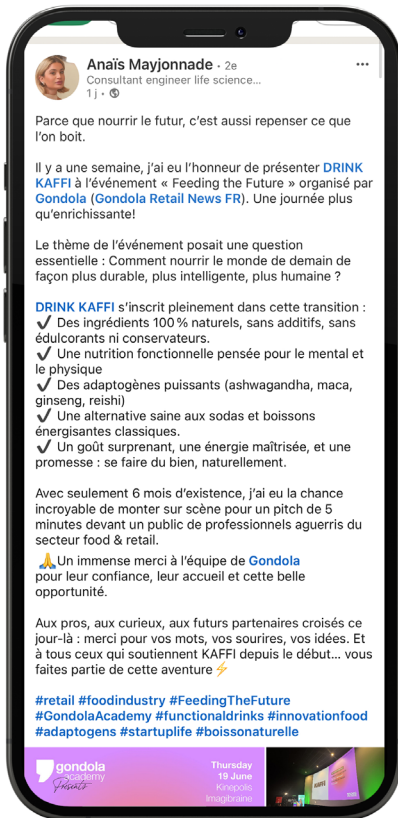 Anaïs Mayjonnade · 2e
Consultant engineer life science...
1 j ·
Parce que nourrir le futur, c’est aussi repenser ce que
l’on boit.
Il y a une semaine, j’ai eu l’honneur de présenter DRINK
KAFFI à l’événement « Feeding the Future » organisé par
Gondola (Gondola Retail News FR). Une journée plus
qu’enrichissante!
Le thème de l’événement posait une question
essentielle : Comment nourrir le monde de demain de
façon plus durable, plus intelligente, plus humaine ?
DRINK KAFFI s’inscrit pleinement dans cette transition :
✔ Des ingrédients 100 % naturels, sans additifs, sans
édulcorants ni conservateurs.
✔ Une nutrition fonctionnelle pensée pour le mental et
le physique
✔ Des adaptogènes puissants (ashwagandha, maca,
ginseng, reishi)
✔ Une alternative saine aux sodas et boissons
énergisantes classiques.
✔ Un goût surprenant, une énergie maîtrisée, et une
promesse : se faire du bien, naturellement.
Avec seulement 6 mois d’existence, j’ai eu la chance
incroyable de monter sur scène pour un pitch de 5
minutes devant un public de professionnels aguerris du
secteur food & retail.
🙏Un immense merci à l’équipe de Gondola
pour leur confiance, leur accueil et cette belle
opportunité.
Aux pros, aux curieux, aux futurs partenaires croisés ce
jour-là : merci pour vos mots, vos sourires, vos idées. Et
à tous ceux qui soutiennent KAFFI depuis le début… vous
faites partie de cette aventure⚡
#retail #foodindustry #FeedingTheFuture
#GondolaAcademy #functionaldrinks #innovationfood
#adaptogens #startuplife #boissonaturelle
gondola
academy
Presents
Thursday
19 June
Kinepolis
Imagibraine